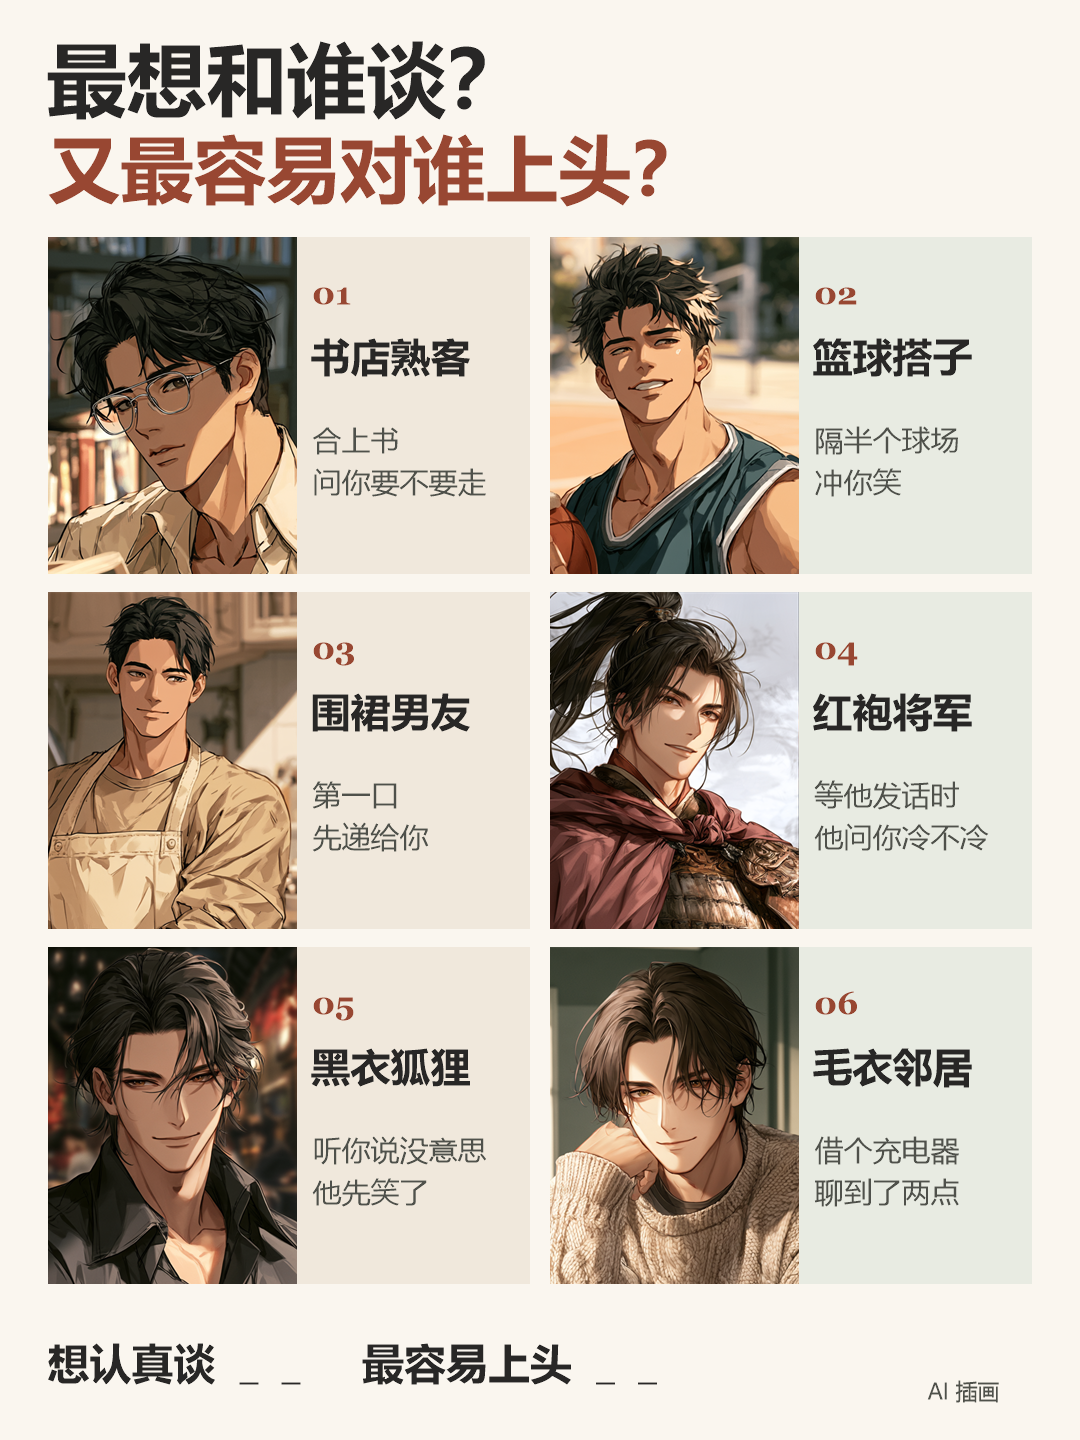 最想和谁谈？
又最容易对谁上头？
01
书店熟客
合上书
问你要不要走
02
篮球搭子
隔半个球场
冲你笑
03
围裙男友
第一口
先递给你
04
红袍将军
等他发话时
他问你冷不冷
05
黑衣狐狸
听你说没意思
他先笑了
06
毛衣邻居
借个充电器
聊到了两点
想认真谈 _ _ 最容易上头 _ _
AI 插画